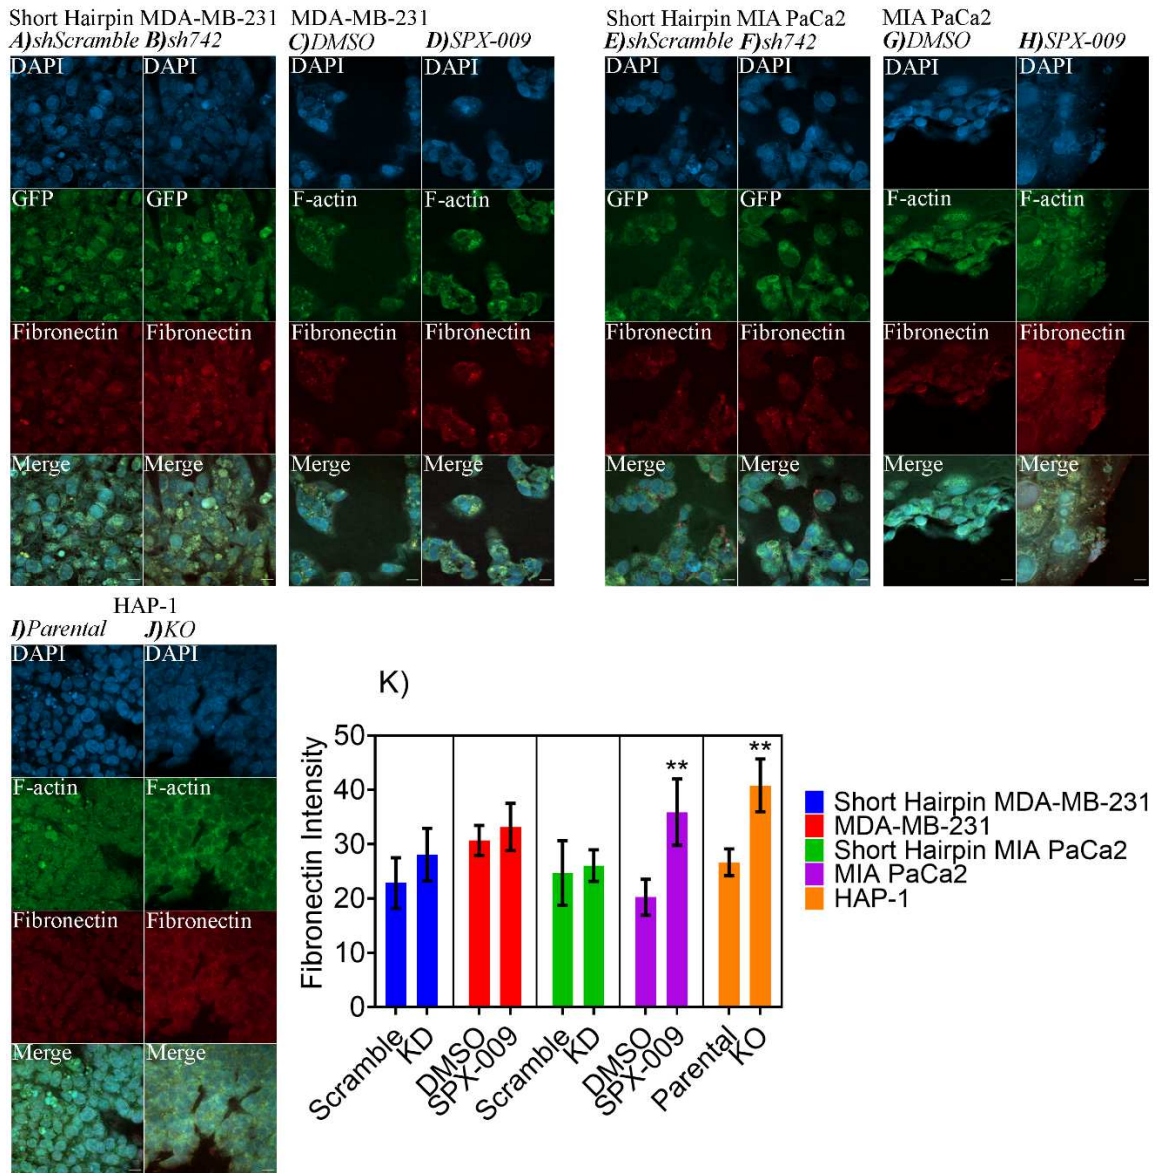 Short Hairpin MDA-MB-231 MDA-MB-231 Short Hairpin MIA PaCa2 MIA PaCa2
A)shScramble B)sh742 C)DMSO D)SPX-009 E)shScramble F)sh742 G)DMSO H)SPX-009
DAPI DAPI DAPI DAPI DAPI DAPI DAPI DAPI
GFP GFP F-actin F-actin GFP GFP F-actin F-actin
Fibronectin Fibronectin Fibronectin Fibronectin Fibronectin Fibronectin Fibronectin Fibronectin
Merge Merge Merge Merge Merge Merge Merge Merge
HAP-1
I)Parental J)KO
DAPI DAPI
F-actin F-actin
Fibronectin Fibronectin
Merge Merge
K)
Fibronectin Intensity
50
40
30
20
10
0
** **
Scramble KD DMSO SPX-009 Scramble KD DMSO SPX-009 Parental KO
Short Hairpin MDA-MB-231
MDA-MB-231
Short Hairpin MIA PaCa2
MIA PaCa2
HAP-1